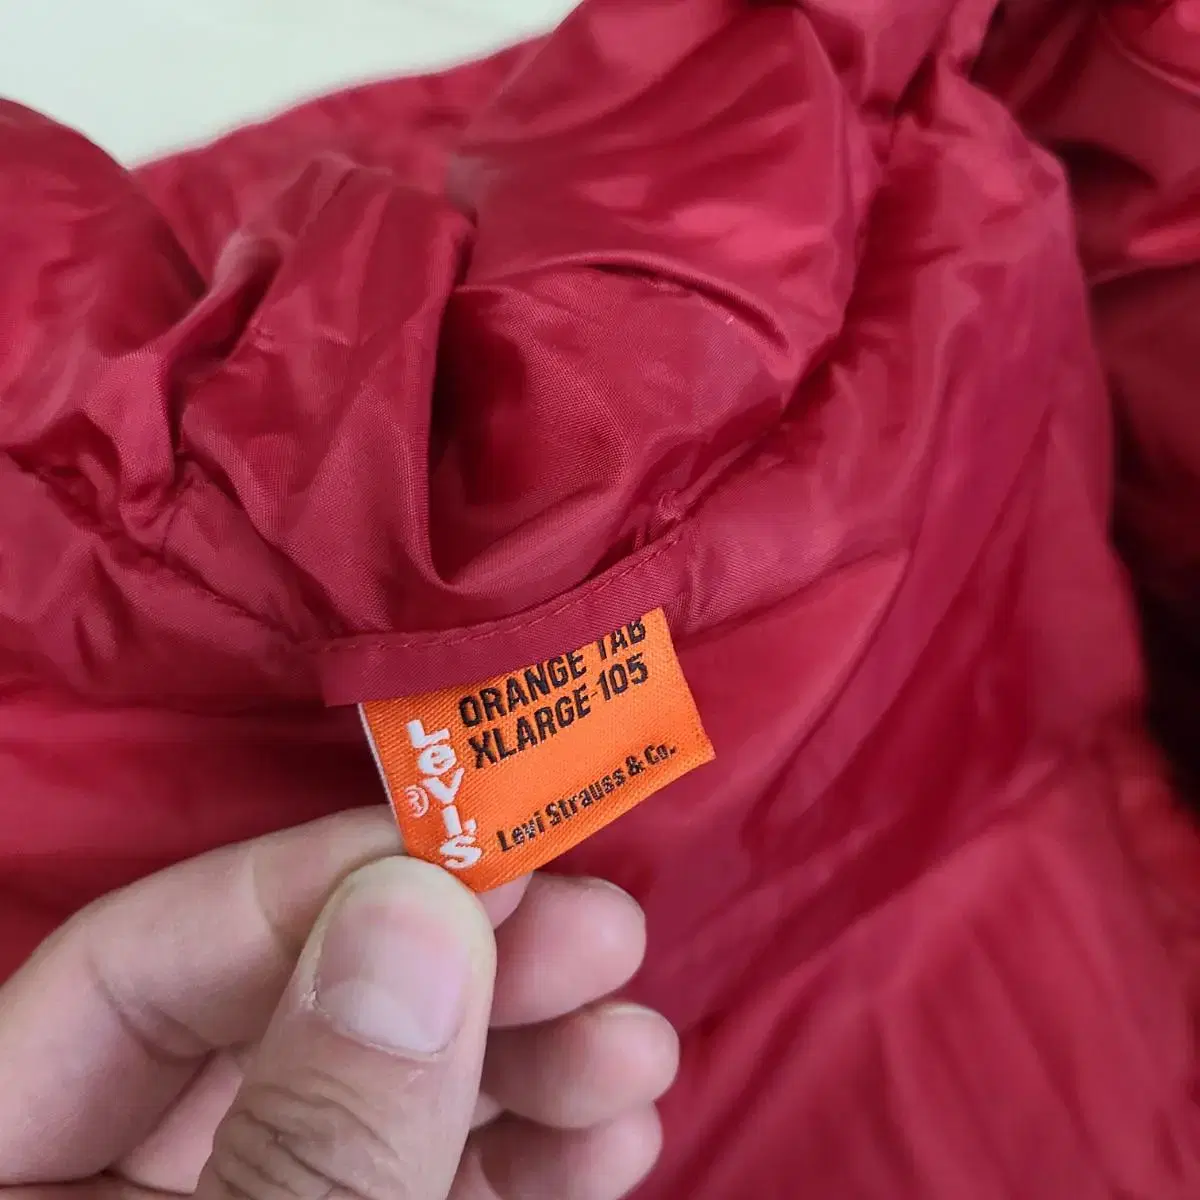 ORANGE TAB
XLARGE-105
Levi Strauss & Co.
LeVI'S ®